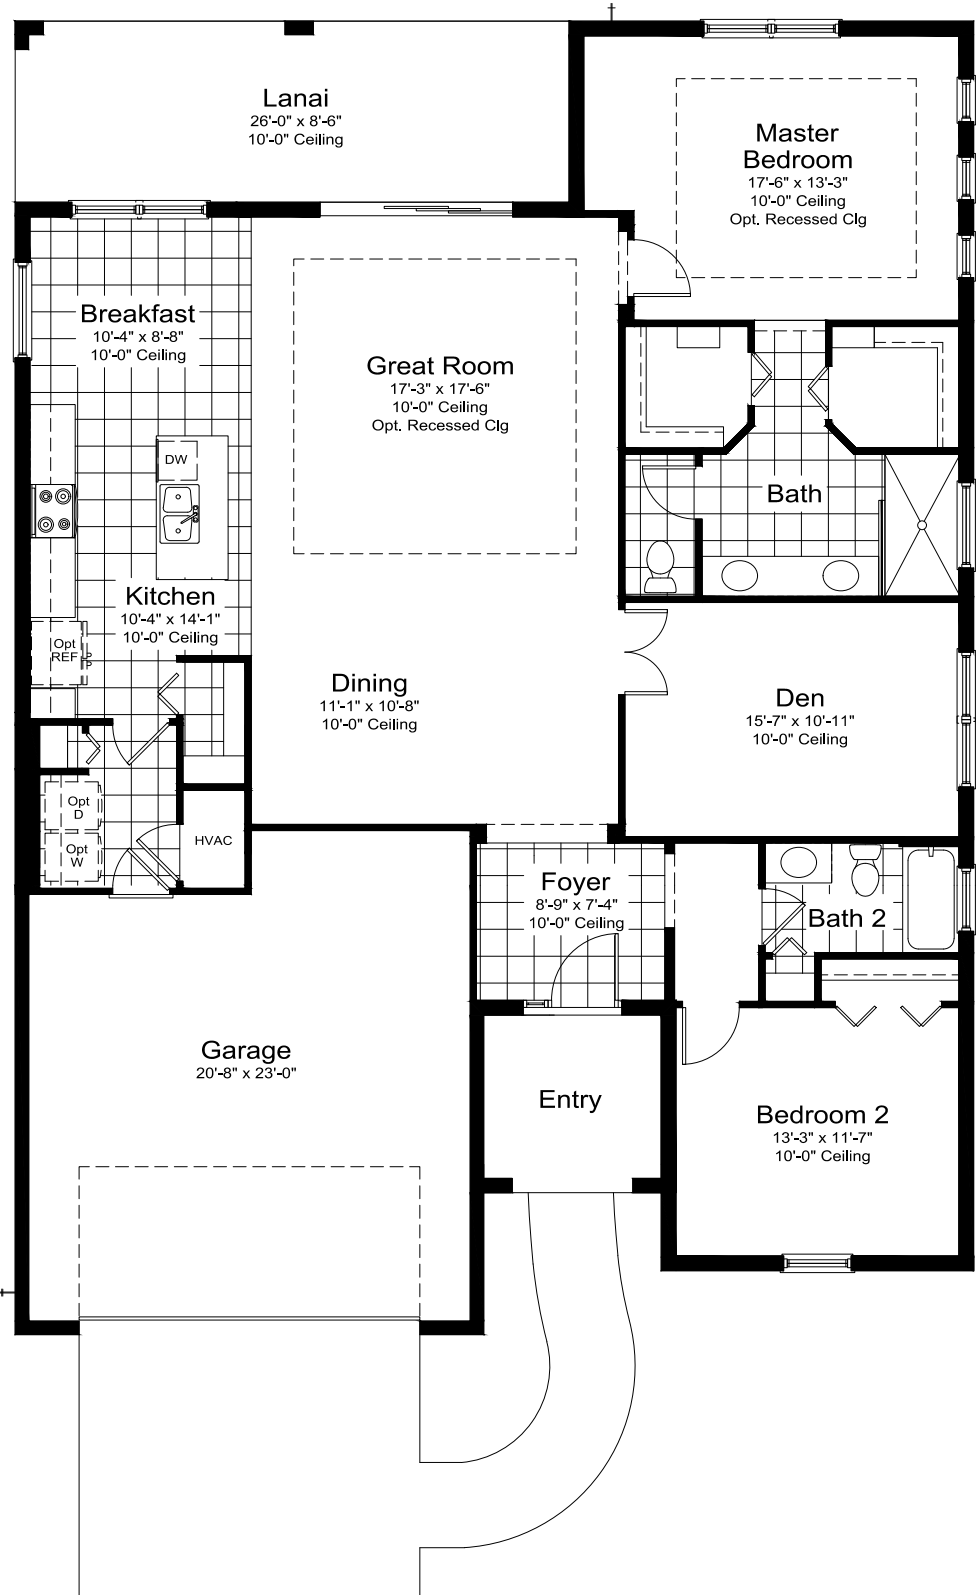 Lanai
26'-0" x 8'-6"
10'-0" Ceiling
Master
Bedroom
17'-6" x 13'-3"
10'-0" Ceiling
Opt. Recessed Clg
Breakfast
10'-4" x 8'-8"
10'-0" Ceiling
Great Room
17'-3" x 17'-6"
10'-0" Ceiling
Opt. Recessed Clg
DW
Bath
Kitchen
10'-4" x 14'-1"
10'-0" Ceiling
Opt
REF
Dining
11'-1" x 10'-8"
10'-0" Ceiling
Den
15'-7" x 10'-11"
10'-0" Ceiling
Opt
D
Opt
W
HVAC
Foyer
8'-9" x 7'-4"
10'-0" Ceiling
Bath 2
Garage
20'-8" x 23'-0"
Entry
Bedroom 2
13'-3" x 11'-7"
10'-0" Ceiling